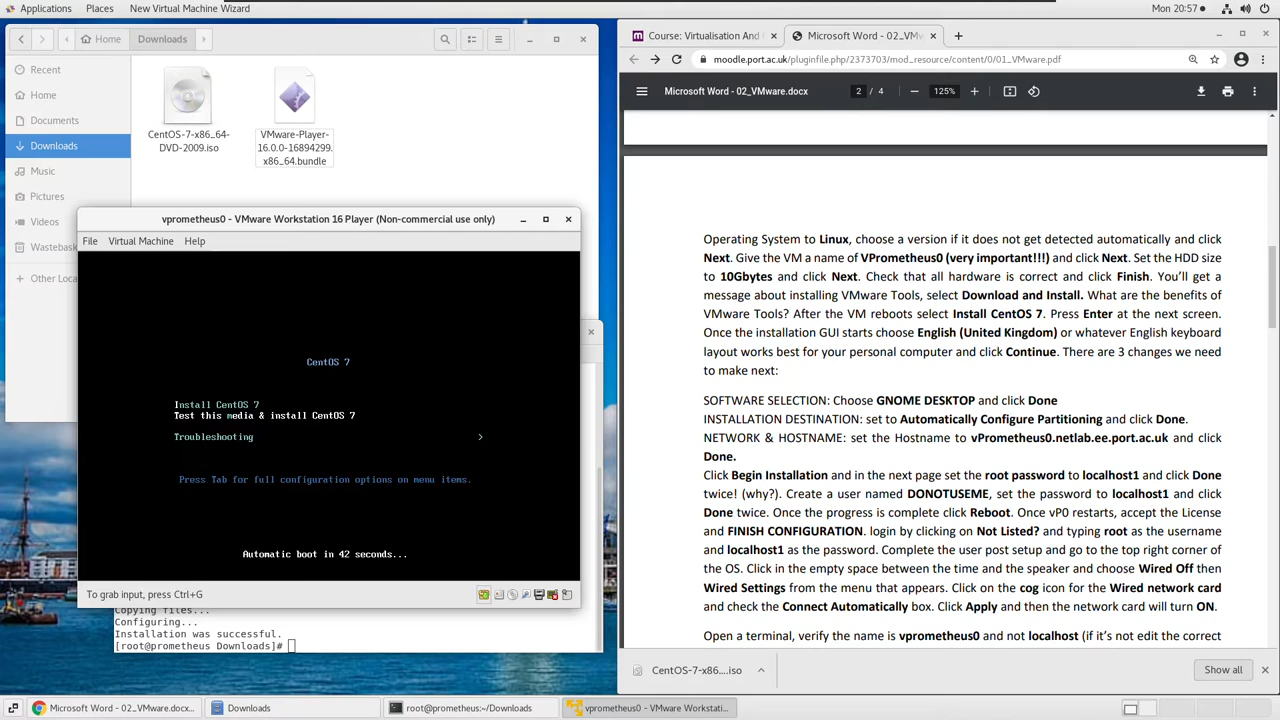 Applications Places New Virtual Machine Wizard Mon 20:57
Home Downloads
Recent
Home
Documents
Downloads
Music
Pictures
Videos
Wastebask
Other Loca
CentOS-7-x86_64-
DVD-2009.iso
VMware-Player-
16.0.0-16894299.
x86_64.bundle
vprometheus0 - VMware Workstation 16 Player (Non-commercial use only)
File Virtual Machine Help
CentOS 7
Install CentOS 7
Test this media & install CentOS 7
Troubleshooting >
Press Tab for full configuration options on menu items.
Automatic boot in 42 seconds...
To grab input, press Ctrl+G
Copying files...
Configuring...
Installation was successful.
[root@prometheus Downloads]#
Course: Virtualisation And
Microsoft Word - 02_VMw
moodle.port.ac.uk/pluginfile.php/2373703/mod_resource/content/0/01_VMware.pdf
Microsoft Word - 02_VMware.docx 2 / 4 125%
Operating System to Linux, choose a version if it does not get detected automatically and click
Next. Give the VM a name of VPrometheus0 (very important!!!) and click Next. Set the HDD size
to 10Gbytes and click Next. Check that all hardware is correct and click Finish. You’ll get a
message about installing VMware Tools, select Download and Install. What are the benefits of
VMware Tools? After the VM reboots select Install CentOS 7. Press Enter at the next screen.
Once the installation GUI starts choose English (United Kingdom) or whatever English keyboard
layout works best for your personal computer and click Continue. There are 3 changes we need
to make next:
SOFTWARE SELECTION: Choose GNOME DESKTOP and click Done
INSTALLATION DESTINATION: set to Automatically Configure Partitioning and click Done.
NETWORK & HOSTNAME: set the Hostname to vPrometheus0.netlab.ee.port.ac.uk and click
Done.
Click Begin Installation and in the next page set the root password to localhost1 and click Done
twice! (why?). Create a user named DONOTUSEME, set the password to localhost1 and click
Done twice. Once the progress is complete click Reboot. Once vP0 restarts, accept the License
and FINISH CONFIGURATION. login by clicking on Not Listed? and typing root as the username
and localhost1 as the password. Complete the user post setup and go to the top right corner of
the OS. Click in the empty space between the time and the speaker and choose Wired Off then
Wired Settings from the menu that appears. Click on the cog icon for the Wired network card
and check the Connect Automatically box. Click Apply and then the network card will turn ON.
Open a terminal, verify the name is vprometheus0 and not localhost (if it’s not edit the correct
CentOS-7-x86....iso
Show all
Microsoft Word - 02_VMware.docx...
Downloads
root@prometheus:~/Downloads
vprometheus0 - VMware Workstati...